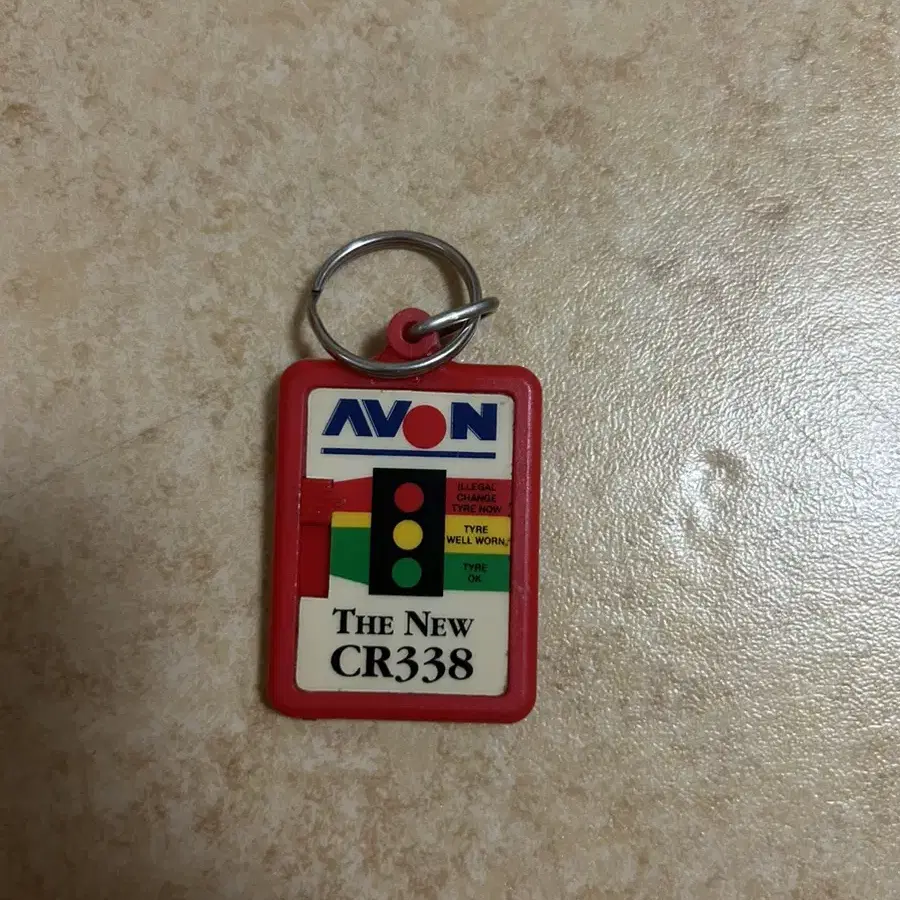 AVON
ILLEGAL
CHANGE
TYRE NOW
TYRE
WELL WORN
TYRE
OK
THE NEW
CR338